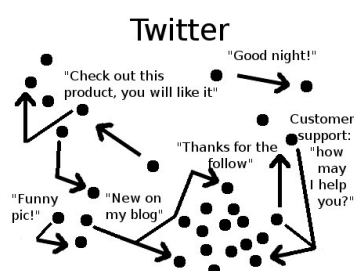 Twitter
"Good night!"
"Check out this
product, you will like it"
Customer
support:
"how
may
I help
you?"
"Thanks for the
follow"
"Funny
pic!"
"New on
my blog"